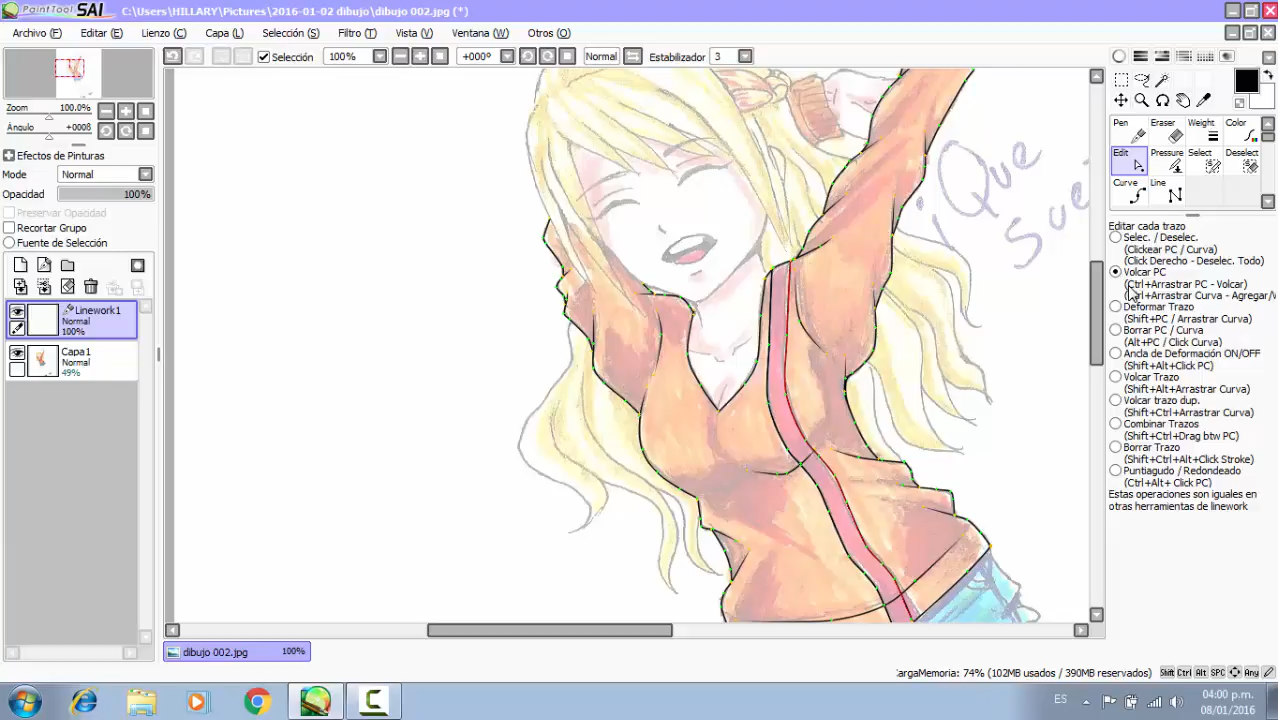 PaintTool SAI C:\Users\HILLARY\Pictures\2016-01-02 dibujo\dibujo 002.jpg (*)
Archivo (F) Editar (E) Lienzo (C) Capa (L) Selección (S) Filtro (T) Vista (V) Ventana (W) Otros (O)
Selección 100% +000º Normal Estabilizador 3
Zoom 100.0%
Ángulo +000ß
Efectos de Pinturas
Modo Normal
Opacidad 100%
Preservar Opacidad
Recortar Grupo
Fuente de Selección
Linework1
Normal
100%
Capa1
Normal
49%
¡Que
Sue
Pen Eraser Weight Color
Edit Pressure Select Deselect
Curve Line
Editar cada trazo
Selec. / Deselec.
(Clickear PC / Curva)
(Click Derecho - Deselec. Todo)
Volcar PC
(Ctrl+Arrastrar PC - Volcar)
(Ctrl+Arrastrar Curva - Agregar/
Deformar Trazo
(Shift+PC / Arrastrar Curva)
Borrar PC / Curva
(Alt+PC / Click Curva)
Ancla de Deformación ON/OFF
(Shift+Alt+Click PC)
Volcar Trazo
(Shift+Alt+Arrastrar Curva)
Volcar trazo dup.
(Shift+Ctrl+Arrastrar Curva)
Combinar Trazos
(Shift+Ctrl+Drag btw PC)
Borrar Trazo
(Shift+Ctrl+Alt+Click Stroke)
Puntiagudo / Redondeado
(Ctrl+Alt+ Click PC)
Estas operaciones son iguales en
otras herramientas de linework
dibujo 002.jpg 100%
CargaMemoria: 74% (102MB usados / 390MB reservados) Shift Ctrl Alt SPC Any
ES 04:00 p.m.
08/01/2016